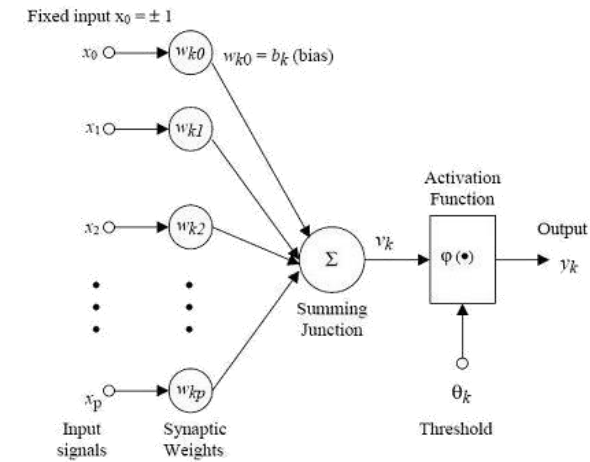 Fixed input x₀ = ± 1
x₀
wₖ₀
wₖ₀ = bₖ (bias)
x₁
wₖ₁
Activation
Function
x₂
wₖ₂
Σ
vₖ
φ (•)
Output
yₖ
Summing
Junction
xₚ
wₖₚ
θₖ
Input
signals
Synaptic
Weights
Threshold